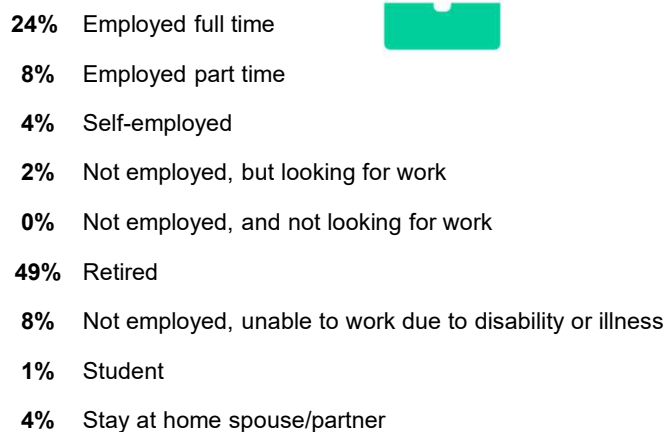 24% Employed full time
8% Employed part time
4% Self-employed
2% Not employed, but looking for work
0% Not employed, and not looking for work
49% Retired
8% Not employed, unable to work due to disability or illness
1% Student
4% Stay at home spouse/partner